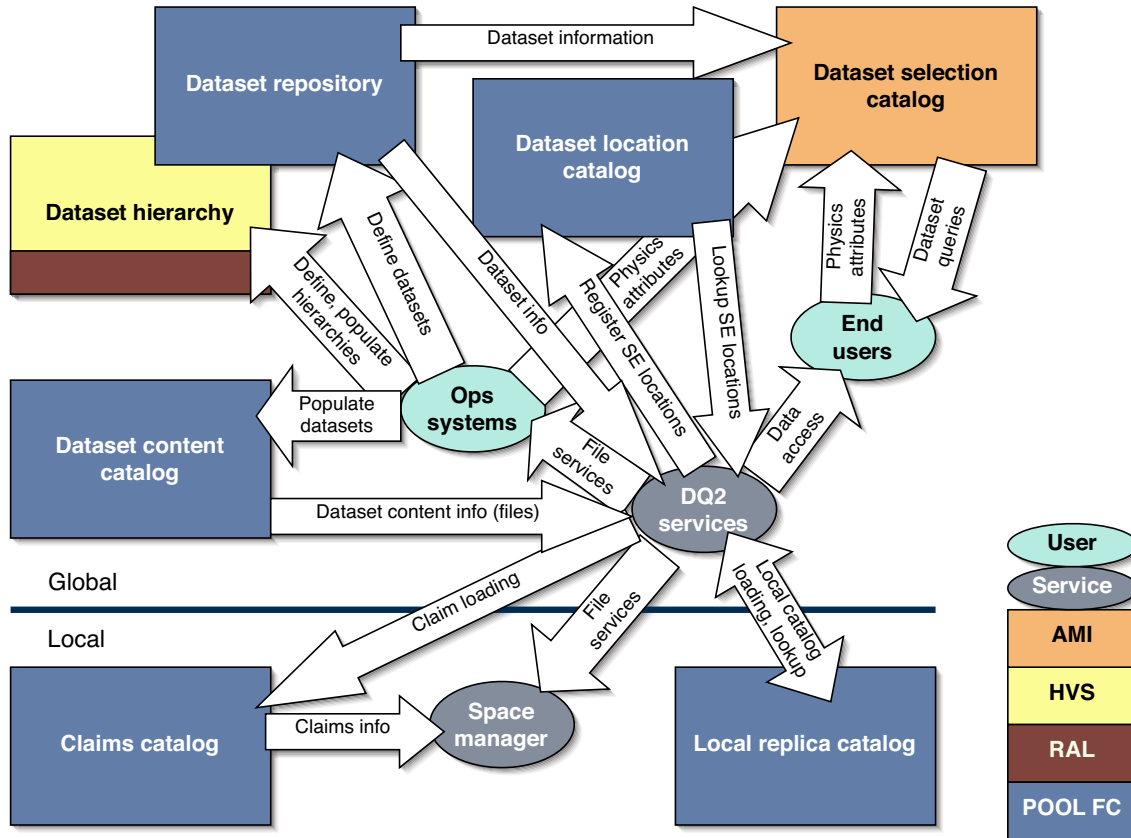 Dataset information
Dataset repository
Dataset selection
catalog
Dataset location
catalog
Dataset hierarchy
Define datasets
Define, populate
hierarchies
Dataset info
Physics
attributes
Register SE locations
Lookup SE locations
Physics
attributes
Dataset
queries
End
users
Ops
systems
Populate
datasets
Dataset content
catalog
File
services
Data
access
DQ2
services
Dataset content info (files)
Global
Local
Claim loading
File
services
Local catalog
loading, lookup
Claims catalog
Claims info
Space
manager
Local replica catalog
User
Service
AMI
HVS
RAL
POOL FC